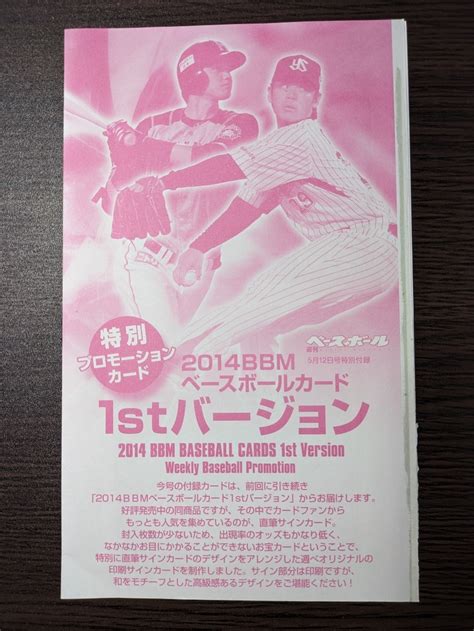 YS
特別
プロモーション
カード
週刊ベースボール
5月12日号特別付録
2014BBM
ベースボールカード
1stバージョン
2014 BBM BASEBALL CARDS 1st Version
Weekly Baseball Promotion
今号の付録カードは、前回に引き続き
「2014BBMベースボールカード1stバージョン」からお届けします。
好評発売中の同商品ですが、その中でカードファンから
もっとも人気を集めているのが、直筆サインカード。
封入枚数が少ないため、出現率のオッズもかなり低く、
なかなかお目にかかることができないお宝カードということで、
特別に直筆サインカードのデザインをアレンジした週べオリジナルの
印刷サインカードを制作しました。サイン部分は印刷ですが、
和をモチーフとした高級感あるデザインをご堪能ください!